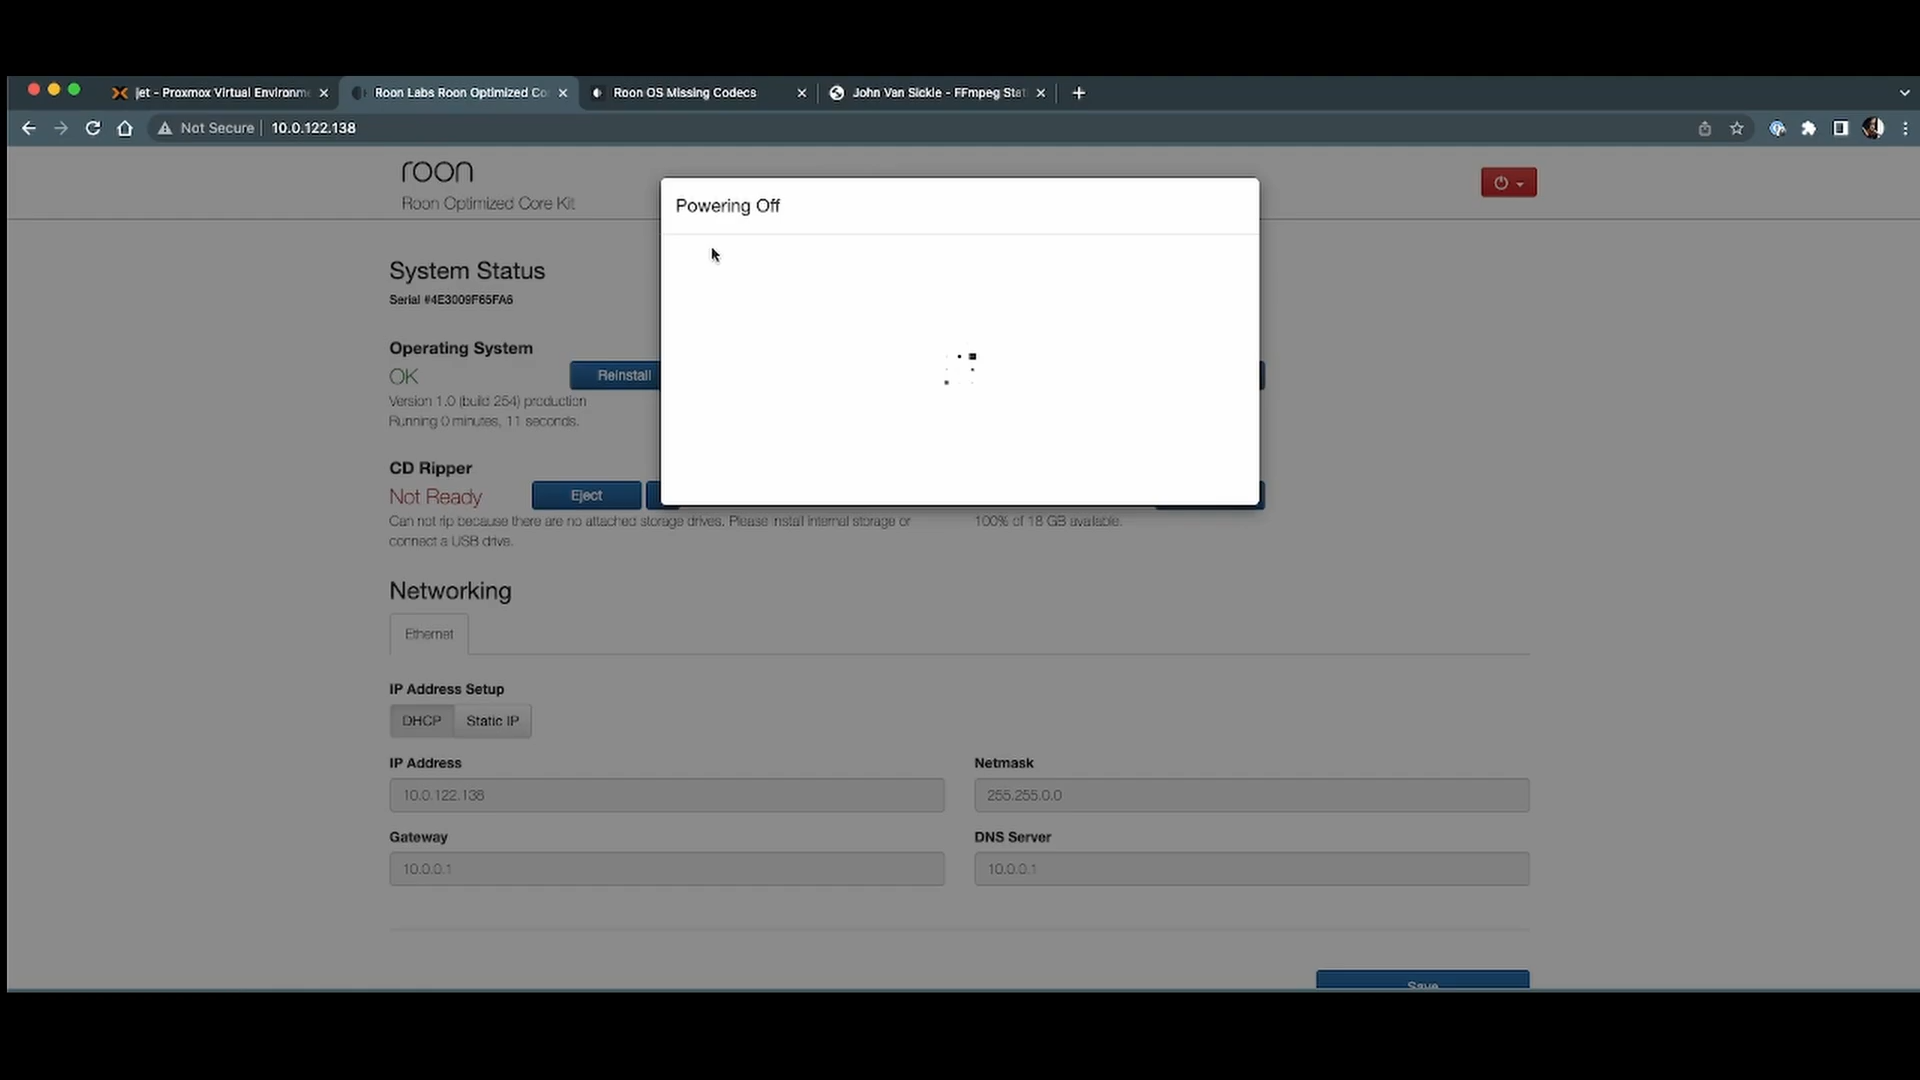 jet - Proxmox Virtual Environm
Roon Labs Roon Optimized Co
Roon OS Missing Codecs
John Van Sickle - FFmpeg Stat
Not Secure
10.0.122.138
roon
Roon Optimized Core Kit
Powering Off
System Status
Serial #4E3009F65FA6
Operating System
OK
Reinstall
Version 1.0 (build 254) production
Running 0 minutes, 11 seconds.
CD Ripper
Not Ready
Eject
Can not rip because there are no attached storage drives. Please install internal storage or
connect a USB drive.
100% of 18 GB available.
Networking
Ethernet
IP Address Setup
DHCP
Static IP
IP Address
Netmask
10.0.122.138
255.255.0.0
Gateway
DNS Server
10.0.0.1
10.0.0.1
Save